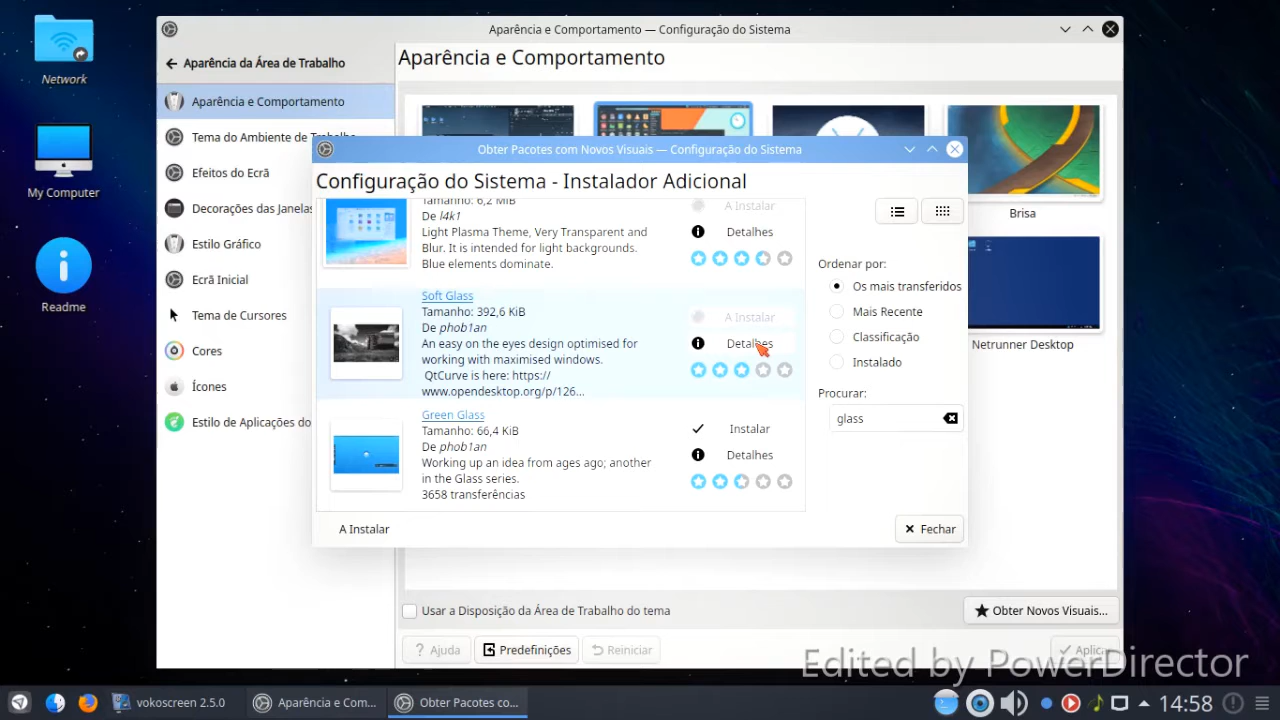 Network
My Computer
Readme
Aparência e Comportamento — Configuração do Sistema
Aparência da Área de Trabalho
Aparência e Comportamento
Aparência e Comportamento
Tema do Ambiente de Trabalho
Efeitos do Ecrã
Decorações das Janelas
Estilo Gráfico
Ecrã Inicial
Tema de Cursores
Cores
Ícones
Estilo de Aplicações do
Brisa
Netrunner Desktop
Obter Pacotes com Novos Visuais — Configuração do Sistema
Configuração do Sistema - Instalador Adicional
Tamanho: 6,2 MiB
De l4k1
Light Plasma Theme, Very Transparent and
Blur. It is intended for light backgrounds.
Blue elements dominate.
A Instalar
Detalhes
Soft Glass
Tamanho: 392,6 KiB
De phob1an
An easy on the eyes design optimised for
working with maximised windows.
QtCurve is here: https://
www.opendesktop.org/p/126...
A Instalar
Detalhes
Green Glass
Tamanho: 66,4 KiB
De phob1an
Working up an idea from ages ago; another
in the Glass series.
3658 transferências
Instalar
Detalhes
Ordenar por:
Os mais transferidos
Mais Recente
Classificação
Instalado
Procurar:
glass
A Instalar
Fechar
Usar a Disposição da Área de Trabalho do tema
Obter Novos Visuais...
? Ajuda
Predefinições
Reiniciar
Aplic
Edited by PowerDirector
vokoscreen 2.5.0
Aparência e Com...
Obter Pacotes co...
14:58